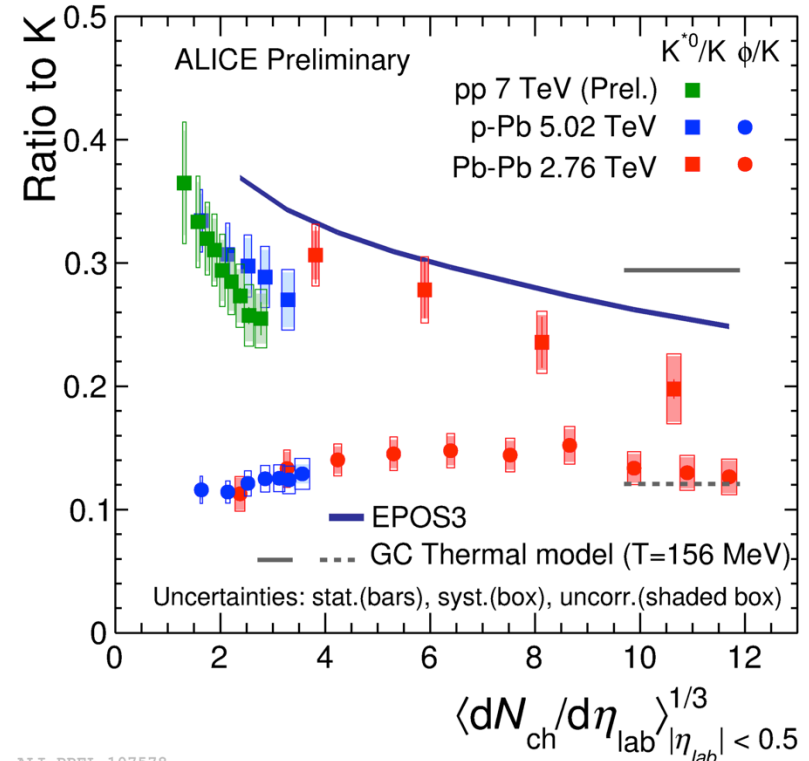 Ratio to K
0.5
0.4
0.3
0.2
0.1
0
ALICE Preliminary
K*0/K ϕ/K
pp 7 TeV (Prel.)
p-Pb 5.02 TeV
Pb-Pb 2.76 TeV
EPOS3
GC Thermal model (T=156 MeV)
Uncertainties: stat.(bars), syst.(box), uncorr.(shaded box)
0 2 4 6 8 10 12
⟨dNch/dηlab⟩1/3|ηlab| < 0.5